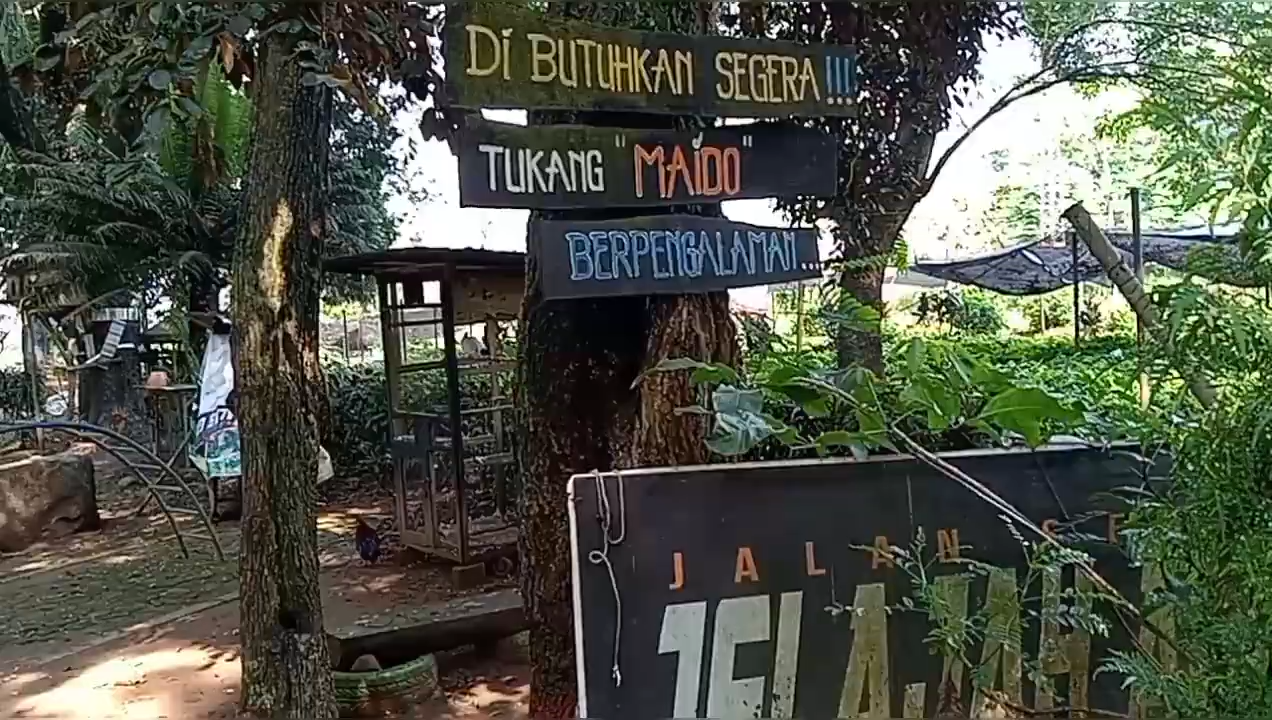 Di BUTUHKAN SEGERA!!!
TUKANG "MAiDO"
BERPENGALAMAN....
JALAN